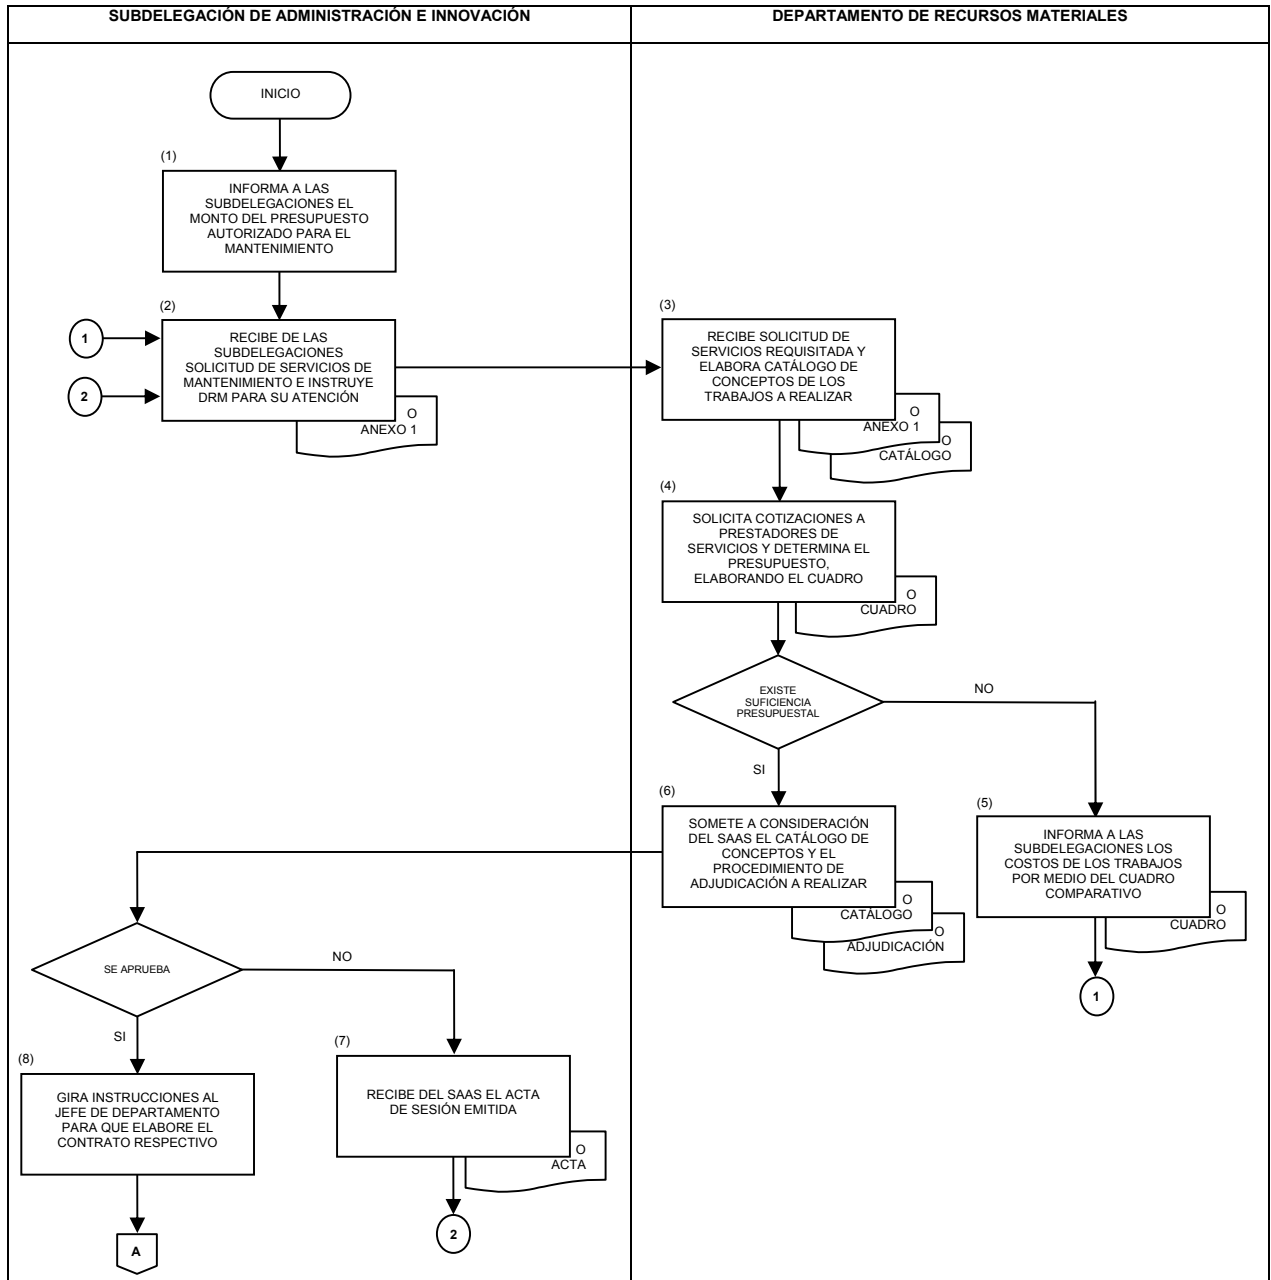 SUBDELEGACIÓN DE ADMINISTRACIÓN E INNOVACIÓN
DEPARTAMENTO DE RECURSOS MATERIALES
INICIO
(1)
INFORMA A LAS
SUBDELEGACIONES EL
MONTO DEL PRESUPUESTO
AUTORIZADO PARA EL
MANTENIMIENTO
1
2
(2)
RECIBE DE LAS
SUBDELEGACIONES
SOLICITUD DE SERVICIOS DE
MANTENIMIENTO E INSTRUYE
DRM PARA SU ATENCIÓN
O
ANEXO 1
(3)
RECIBE SOLICITUD DE
SERVICIOS REQUISITADA Y
ELABORA CATÁLOGO DE
CONCEPTOS DE LOS
TRABAJOS A REALIZAR
O
ANEXO 1
O
CATÁLOGO
(4)
SOLICITA COTIZACIONES A
PRESTADORES DE
SERVICIOS Y DETERMINA EL
PRESUPUESTO,
ELABORANDO EL CUADRO
O
CUADRO
EXISTE
SUFICIENCIA
PRESUPUESTAL
NO
SI
(5)
INFORMA A LAS
SUBDELEGACIONES LOS
COSTOS DE LOS TRABAJOS
POR MEDIO DEL CUADRO
COMPARATIVO
O
CUADRO
1
(6)
SOMETE A CONSIDERACIÓN
DEL SAAS EL CATÁLOGO DE
CONCEPTOS Y EL
PROCEDIMIENTO DE
ADJUDICACIÓN A REALIZAR
O
CATÁLOGO
O
ADJUDICACIÓN
SE APRUEBA
NO
SI
(7)
RECIBE DEL SAAS EL ACTA
DE SESIÓN EMITIDA
O
ACTA
2
(8)
GIRA INSTRUCCIONES AL
JEFE DE DEPARTAMENTO
PARA QUE ELABORE EL
CONTRATO RESPECTIVO
A